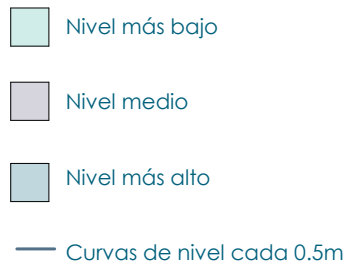 Nivel más bajo
Nivel medio
Nivel más alto
Curvas de nivel cada 0.5m